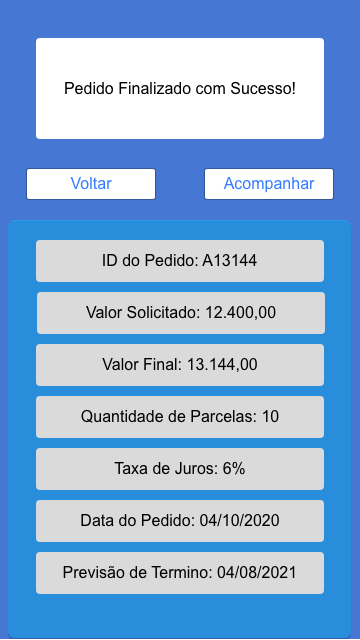 Pedido Finalizado com Sucesso!
Voltar
Acompanhar
ID do Pedido: A13144
Valor Solicitado: 12.400,00
Valor Final: 13.144,00
Quantidade de Parcelas: 10
Taxa de Juros: 6%
Data do Pedido: 04/10/2020
Previsão de Termino: 04/08/2021